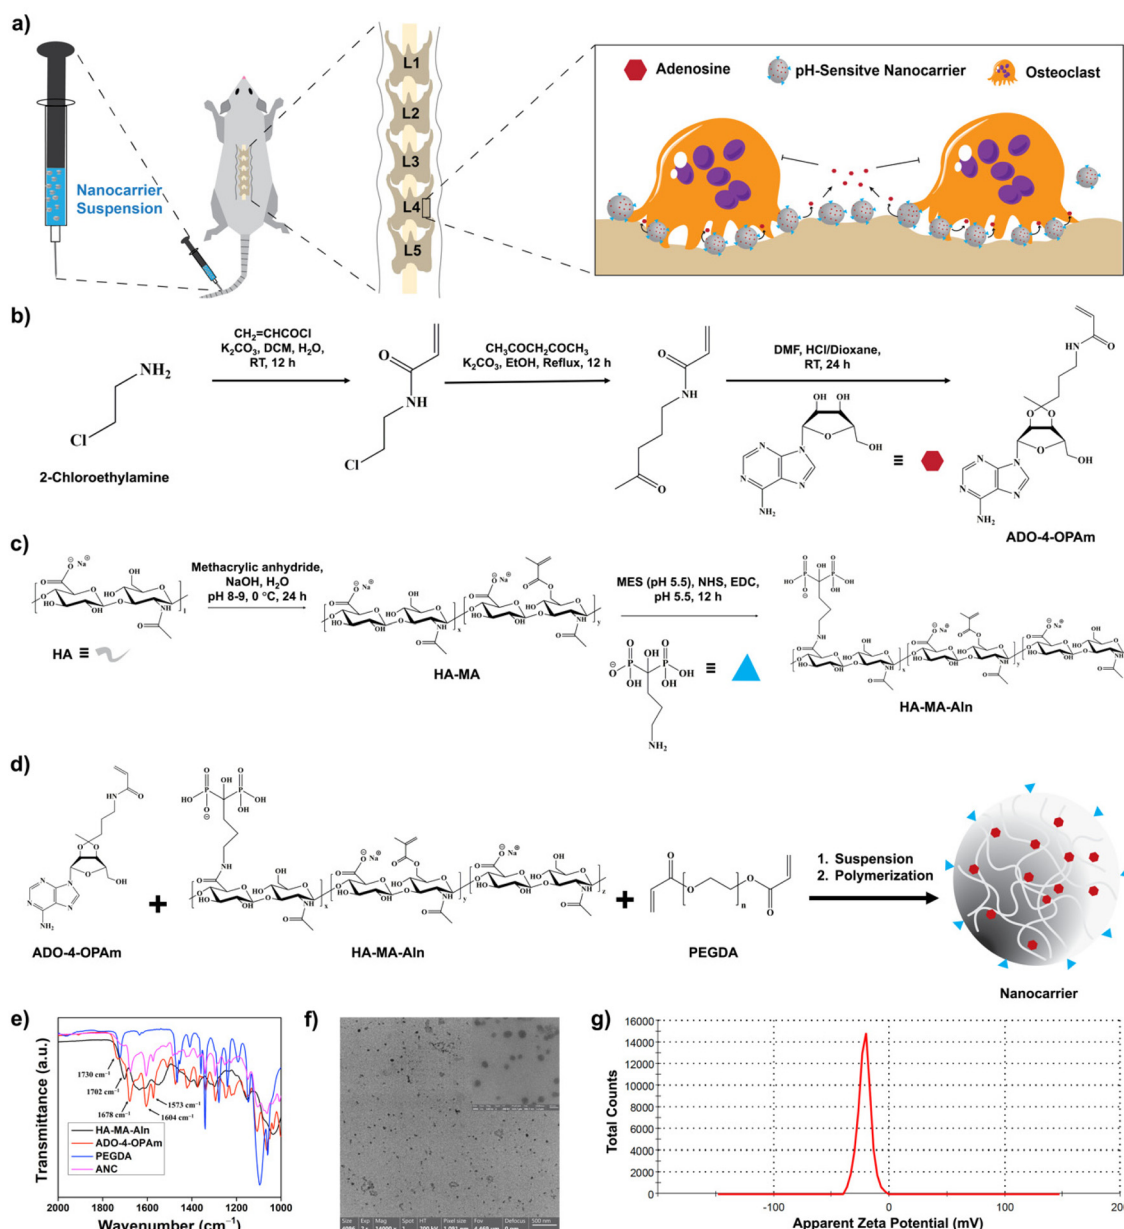 a)
Nanocarrier
Suspension
L1
L2
L3
L4
L5
Adenosine
pH-Sensitve Nanocarrier
Osteoclast
b)
NH2
Cl
2-Chloroethylamine
CH2=CHCOCl
K2CO3, DCM, H2O,
RT, 12 h
O
NH
Cl
CH3COCH2COCH3
K2CO3, EtOH, Reflux, 12 h
O
NH
O
DMF, HCl/Dioxane,
RT, 24 h
OH OH
O
OH
N N
N N
NH2
≡
HN O
O O
O
OH
N N
N N
NH2
ADO-4-OPAm
c)
HA ≡
Methacrylic anhydride,
NaOH, H2O
pH 8-9, 0 °C, 24 h
HA-MA
MES (pH 5.5), NHS, EDC,
pH 5.5, 12 h
NH2
≡
HA-MA-Aln
d)
ADO-4-OPAm
+
HA-MA-Aln
+
PEGDA
1. Suspension
2. Polymerization
Nanocarrier
e)
Transmittance (a.u.)
1730 cm−1
1702 cm−1
1678 cm−1
1573 cm−1
1604 cm−1
HA-MA-Aln
ADO-4-OPAm
PEGDA
ANC
2000 1800 1600 1400 1200 1000
Wavenumber (cm−1)
f)
500 nm
g)
Total Counts
16000
14000
12000
10000
8000
6000
4000
2000
0
-100 0 100 20
Apparent Zeta Potential (mV)